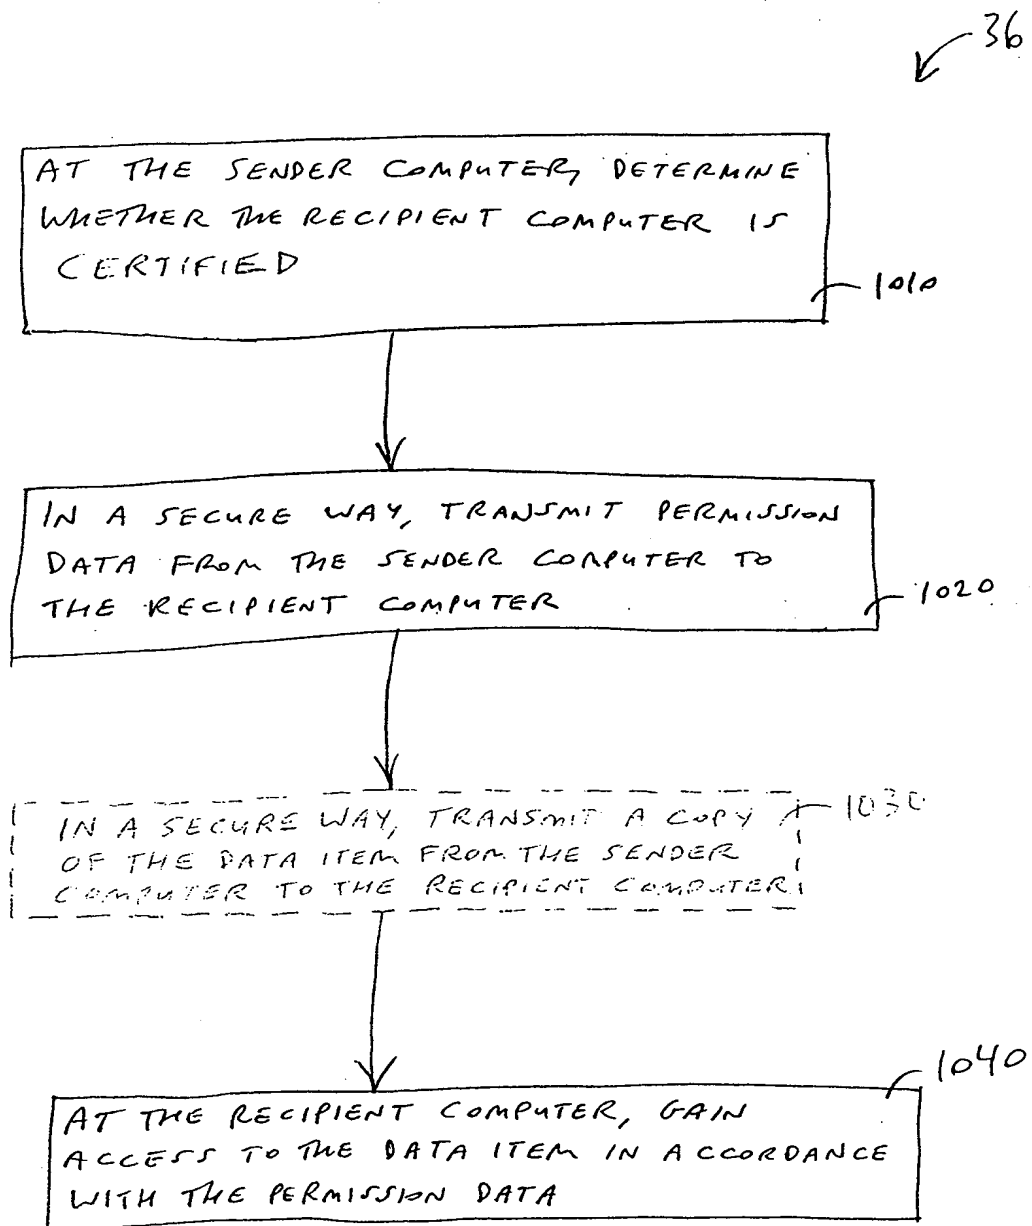 36
AT THE SENDER COMPUTER, DETERMINE
WHETHER THE RECIPIENT COMPUTER IS
CERTIFIED
1010
IN A SECURE WAY, TRANSMIT PERMISSION
DATA FROM THE SENDER COMPUTER TO
THE RECIPIENT COMPUTER
1020
IN A SECURE WAY, TRANSMIT A COPY
1030
OF THE DATA ITEM FROM THE SENDER
COMPUTER TO THE RECIPIENT COMPUTER
1040
AT THE RECIPIENT COMPUTER, GAIN
ACCESS TO THE DATA ITEM IN ACCORDANCE
WITH THE PERMISSION DATA